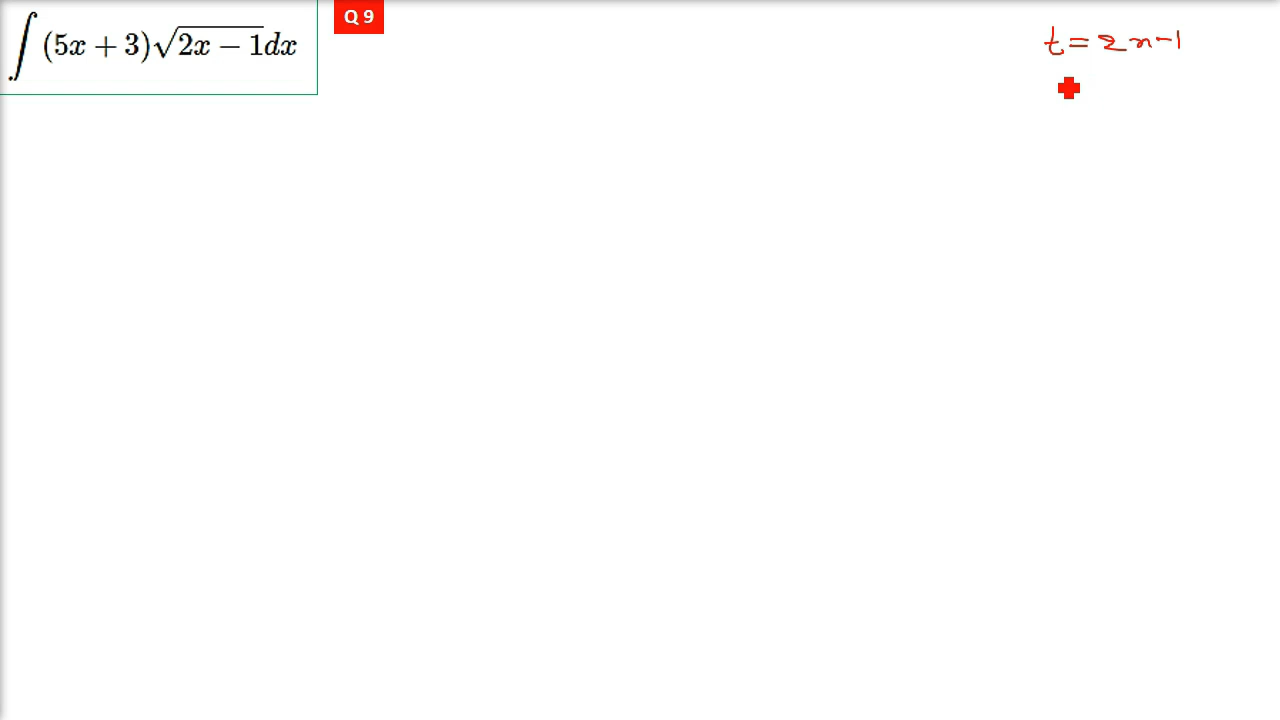 ∫ (5x + 3)√(2x − 1)dx
Q 9
t = 2x-1